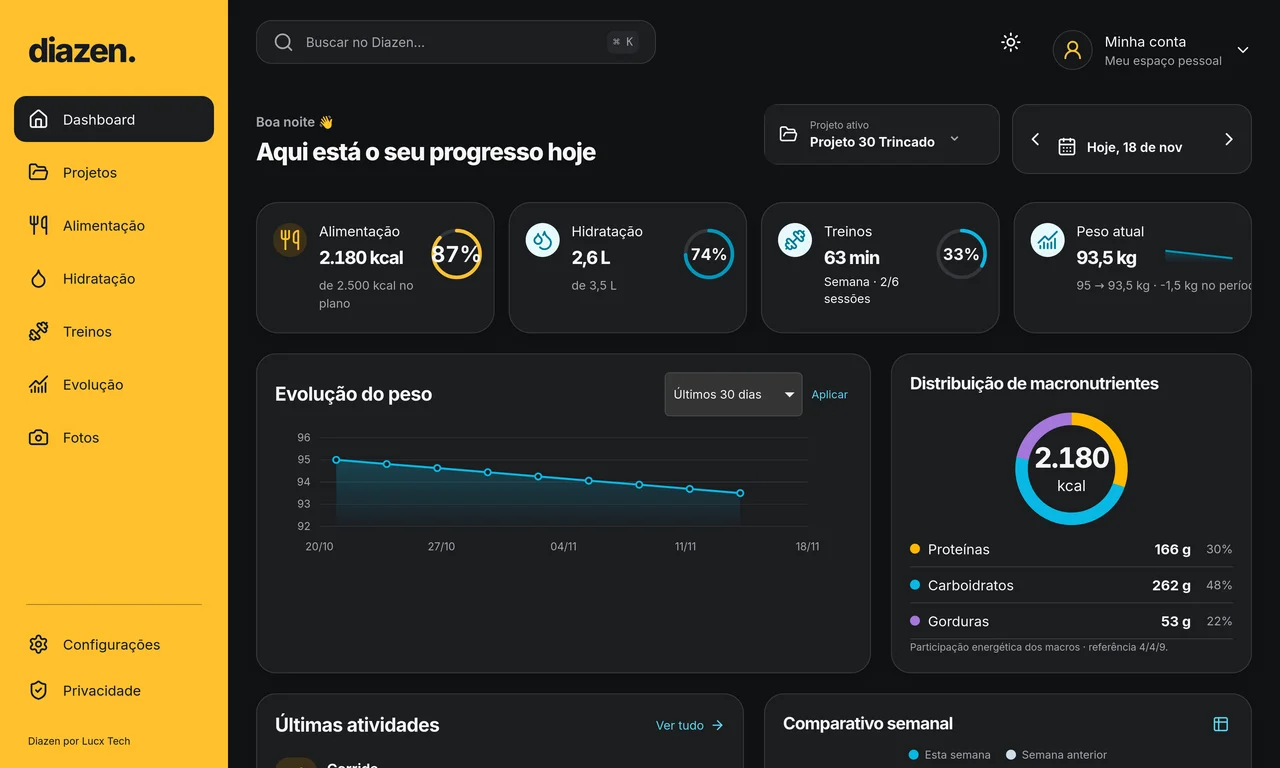 diazen.
Dashboard
Projetos
Alimentação
Hidratação
Treinos
Evolução
Fotos
Configurações
Privacidade
Diazen por Lucx Tech
Buscar no Diazen...
⌘ K
Minha conta
Meu espaço pessoal
Boa noite 👋
Aqui está o seu progresso hoje
Projeto ativo
Projeto 30 Trincado
Hoje, 18 de nov
Alimentação
2.180 kcal
de 2.500 kcal no
plano
87%
Hidratação
2,6 L
de 3,5 L
74%
Treinos
63 min
Semana · 2/6
sessões
33%
Peso atual
93,5 kg
95 → 93,5 kg · -1,5 kg no períoc
Evolução do peso
Últimos 30 dias
Aplicar
96
95
94
93
92
20/10
27/10
04/11
11/11
18/11
Distribuição de macronutrientes
2.180
kcal
Proteínas 166 g 30%
Carboidratos 262 g 48%
Gorduras 53 g 22%
Participação energética dos macros · referência 4/4/9.
Últimas atividades
Ver tudo →
Corrida
Comparativo semanal
Esta semana
Semana anterior